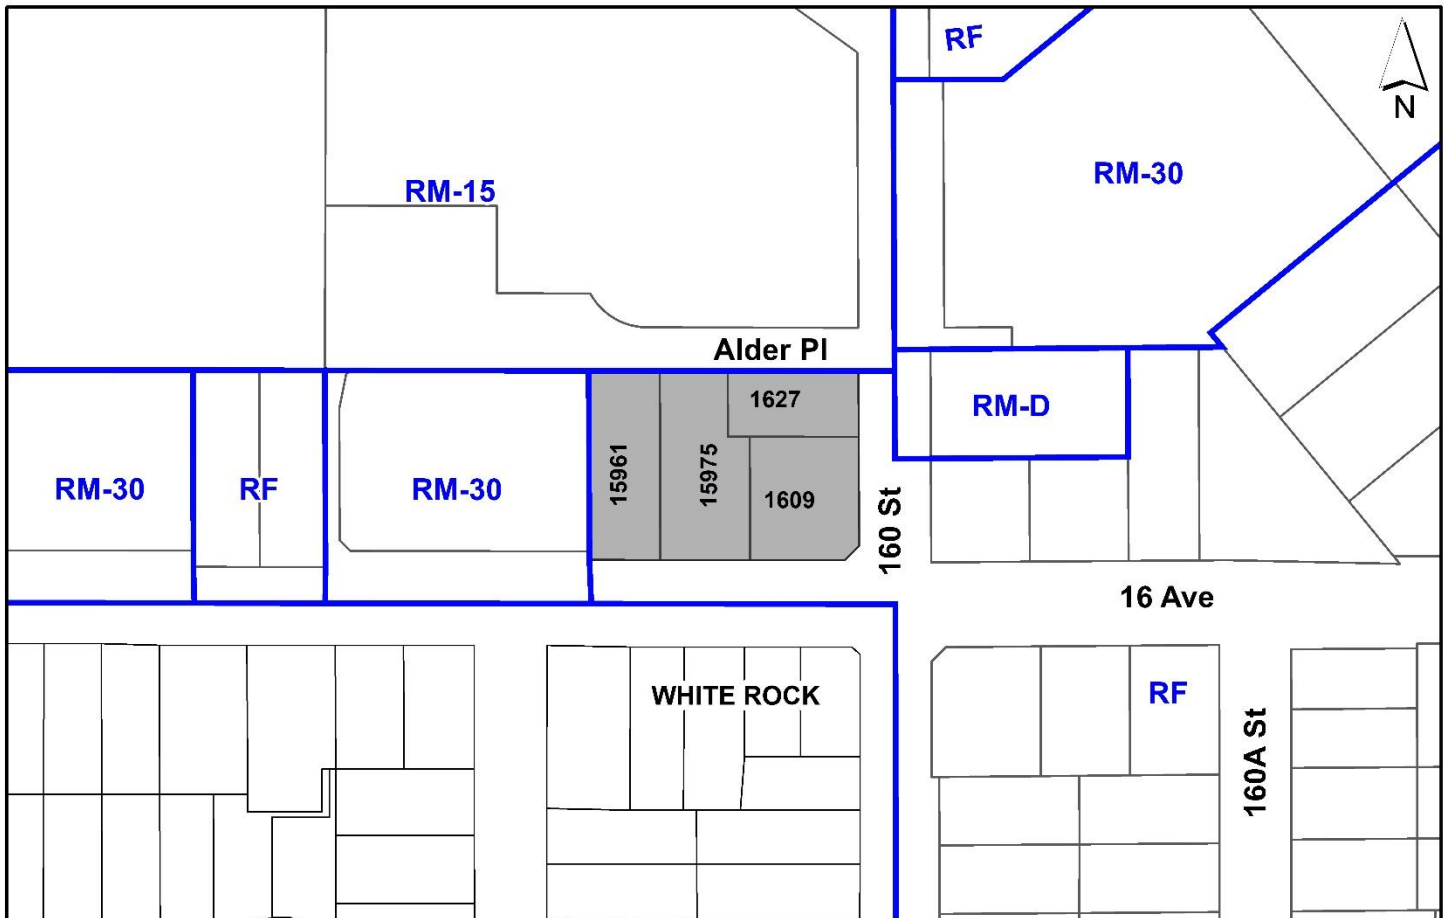 RF
N
RM-30
RM-15
Alder Pl
1627
RM-D
15961
15975
RM-30
RF
RM-30
1609
160 St
16 Ave
WHITE ROCK
RF
160A St